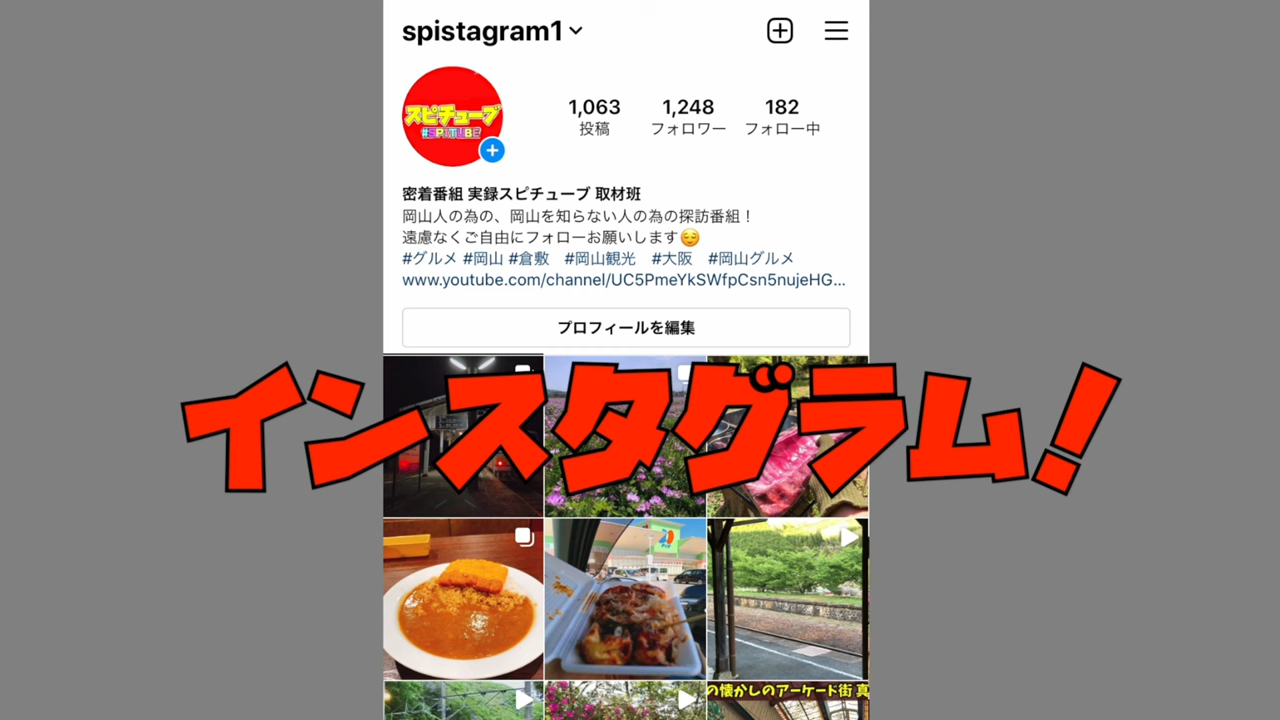 spistagram1
スピチューブ
#SPITUBE
1,063
投稿
1,248
フォロワー
182
フォロー中
密着番組 実録スピチューブ 取材班
岡山人の為の、岡山を知らない人の為の探訪番組！
遠慮なくご自由にフォローお願いします😌
#グルメ #岡山 #倉敷 #岡山観光 #大阪 #岡山グルメ
www.youtube.com/channel/UC5PmeYkSWfpCsn5nujeHG...
プロフィールを編集
インスタグラム！
の懐かしのアーケード街 真